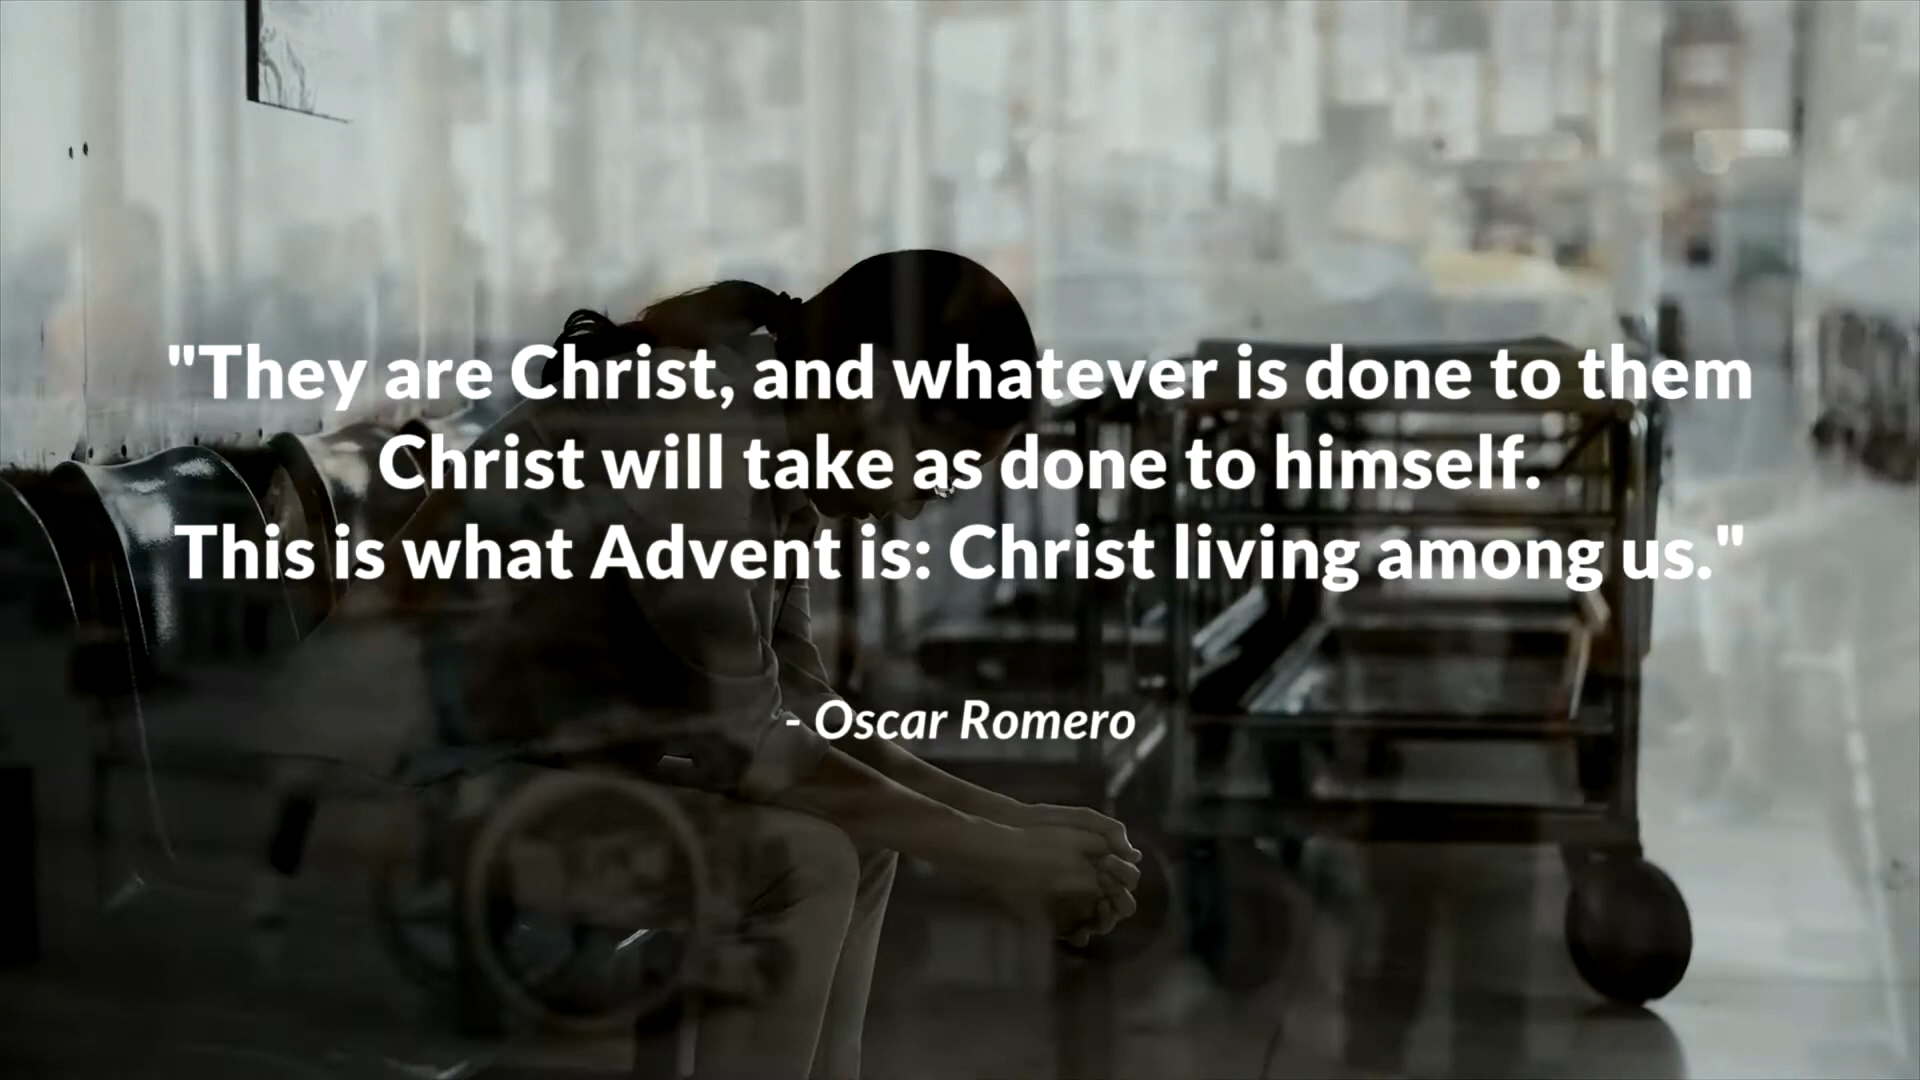 "They are Christ, and whatever is done to them
Christ will take as done to himself.
This is what Advent is: Christ living among us."
- Oscar Romero